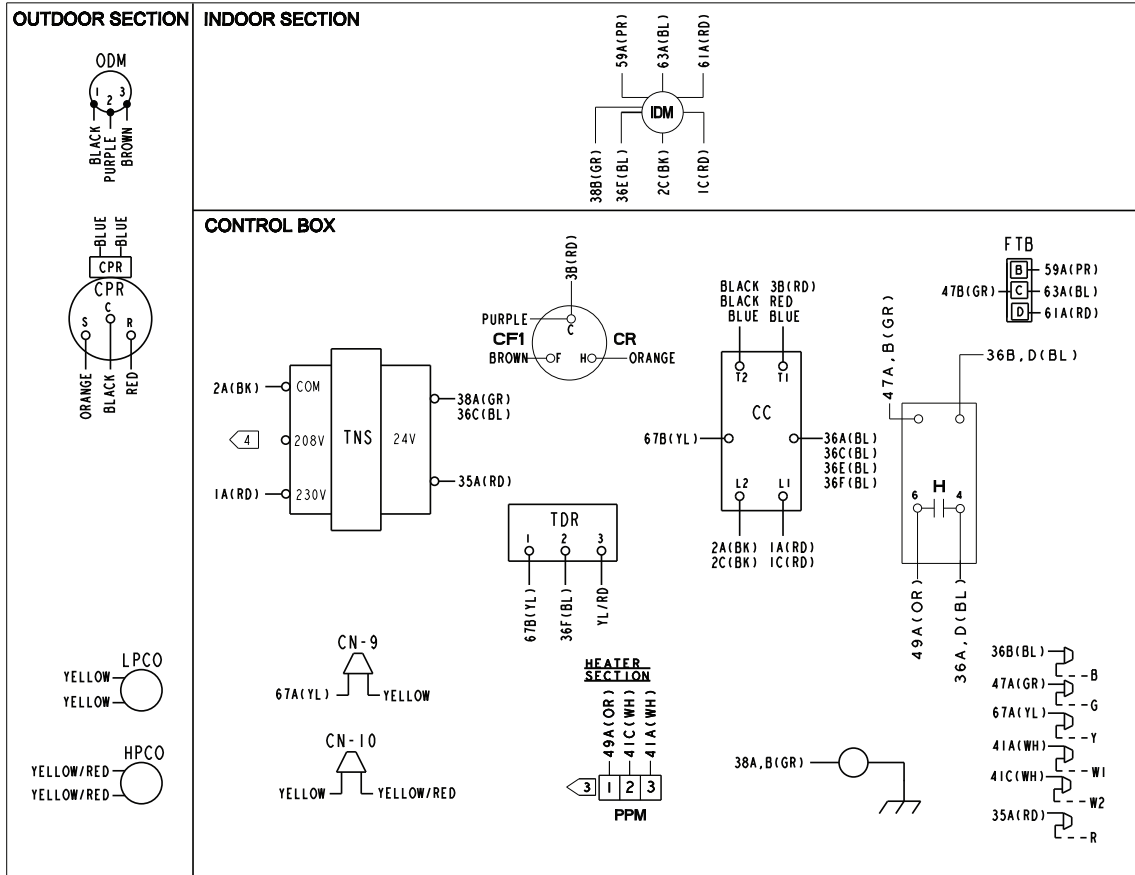 OUTDOOR SECTION
ODM
1 2 3
BLACK
PURPLE
BROWN
BLUE
BLUE
CPR
CPR
C
S R
ORANGE
BLACK
RED
LPCO
YELLOW
YELLOW
HPCO
YELLOW/RED
YELLOW/RED
INDOOR SECTION
59A(PR)
63A(BL)
61A(RD)
IDM
38B(GR)
36E(BL)
2C(BK)
1C(RD)
CONTROL BOX
3B(RD)
PURPLE
C
CF1 CR
BROWN F H ORANGE
2A(BK) COM
4 208V TNS 24V
1A(RD) 230V
38A(GR)
36C(BL)
35A(RD)
BLACK 3B(RD)
BLACK RED
BLUE BLUE
T2 T1
CC
67B(YL)
36A(BL)
36C(BL)
36E(BL)
36F(BL)
L2 L1
2A(BK) 1A(RD)
2C(BK) 1C(RD)
FTB
B 59A(PR)
47B(GR) C 63A(BL)
D 61A(RD)
47A,B(GR)
36B,D(BL)
H
6 4
49A(OR)
36A,D(BL)
TDR
1 2 3
67B(YL)
36F(BL)
YL/RD
CN-9
67A(YL) YELLOW
CN-10
YELLOW YELLOW/RED
HEATER
SECTION
49A(OR)
41C(WH)
41A(WH)
3 1 2 3
PPM
38A,B(GR)
36B(BL)
B
47A(GR)
G
67A(YL)
Y
41A(WH)
W1
41C(WH)
W2
35A(RD)
R